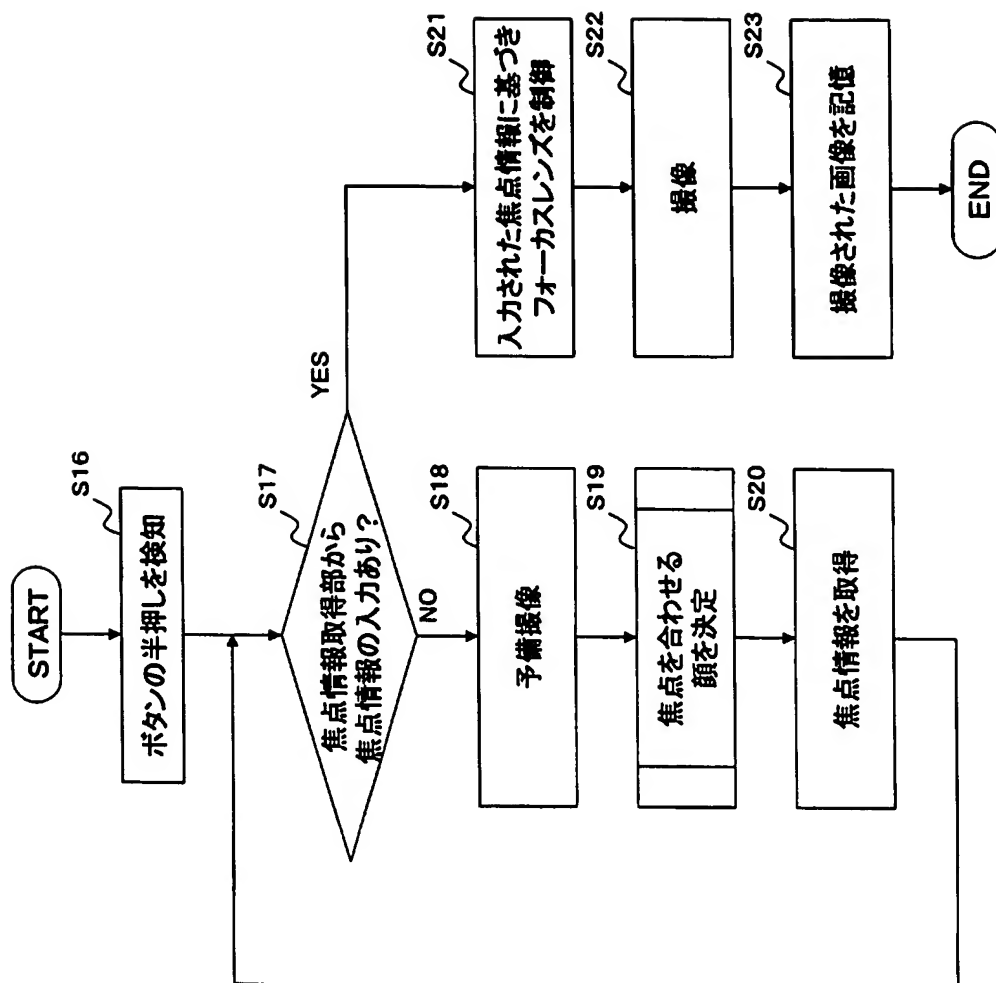 START
S16
ボタンの半押しを検知
S17
焦点情報取得部から
焦点情報の入力あり?
YES
NO
S18
予備撮像
S19
焦点を合わせる
顔を決定
S20
焦点情報を取得
S21
入力された焦点情報に基づき
フォーカスレンズを制御
S22
撮像
S23
撮像された画像を記憶
END